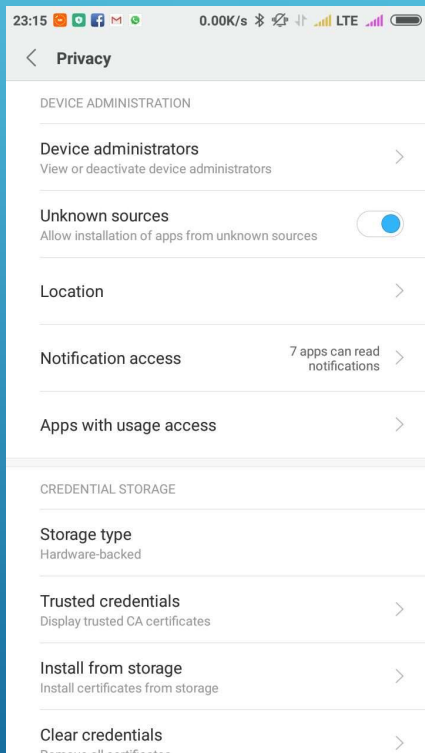 23:15 0.00K/s LTE
Privacy
DEVICE ADMINISTRATION
Device administrators
View or deactivate device administrators
Unknown sources
Allow installation of apps from unknown sources
Location
Notification access
7 apps can read
notifications
Apps with usage access
CREDENTIAL STORAGE
Storage type
Hardware-backed
Trusted credentials
Display trusted CA certificates
Install from storage
Install certificates from storage
Clear credentials